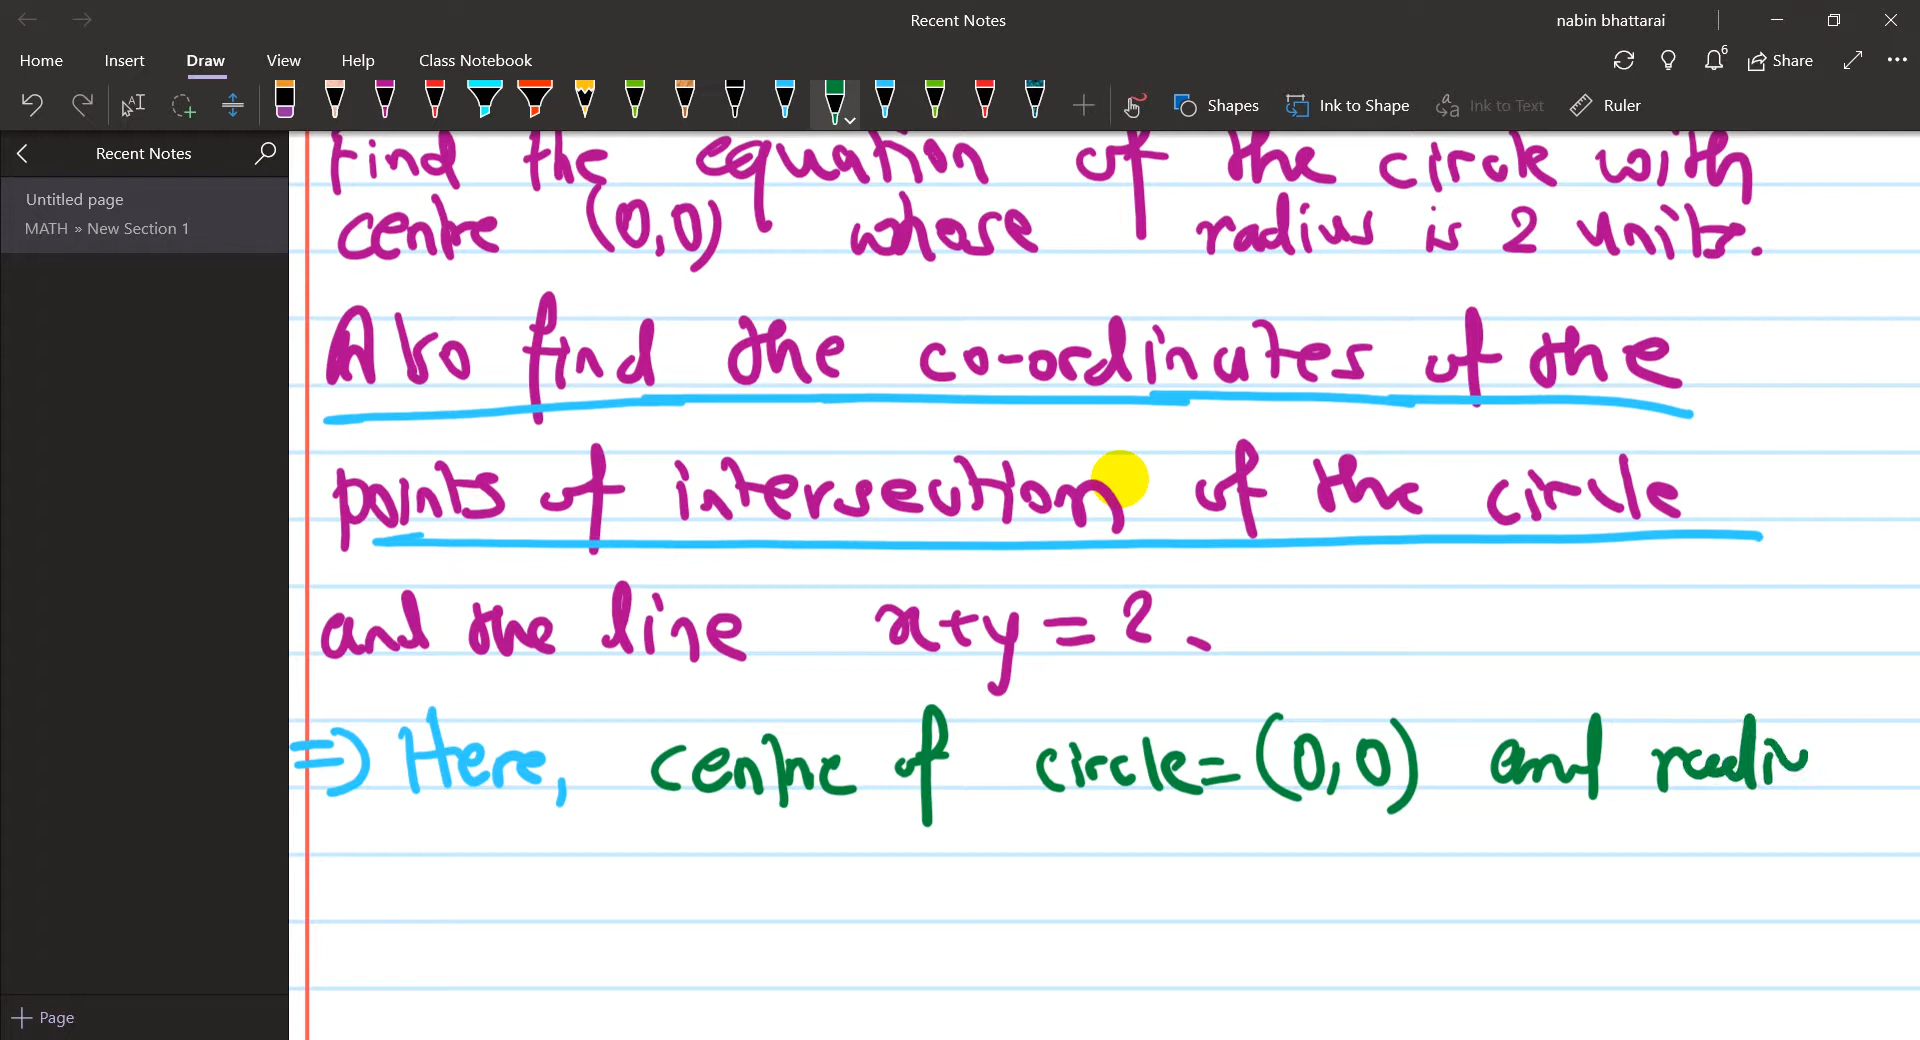 Recent Notes
nabin bhattarai
Home Insert Draw View Help Class Notebook
6
Share
Shapes Ink to Shape Ink to Text Ruler
Recent Notes
Untitled page
MATH » New Section 1
Find the equation of the circle with
centre (0,0) whose radius is 2 units.
Also find the co-ordinates of the
points of intersection of the circle
and the line x+y=2.
=> Here, centre of circle=(0,0) and radiu
Page